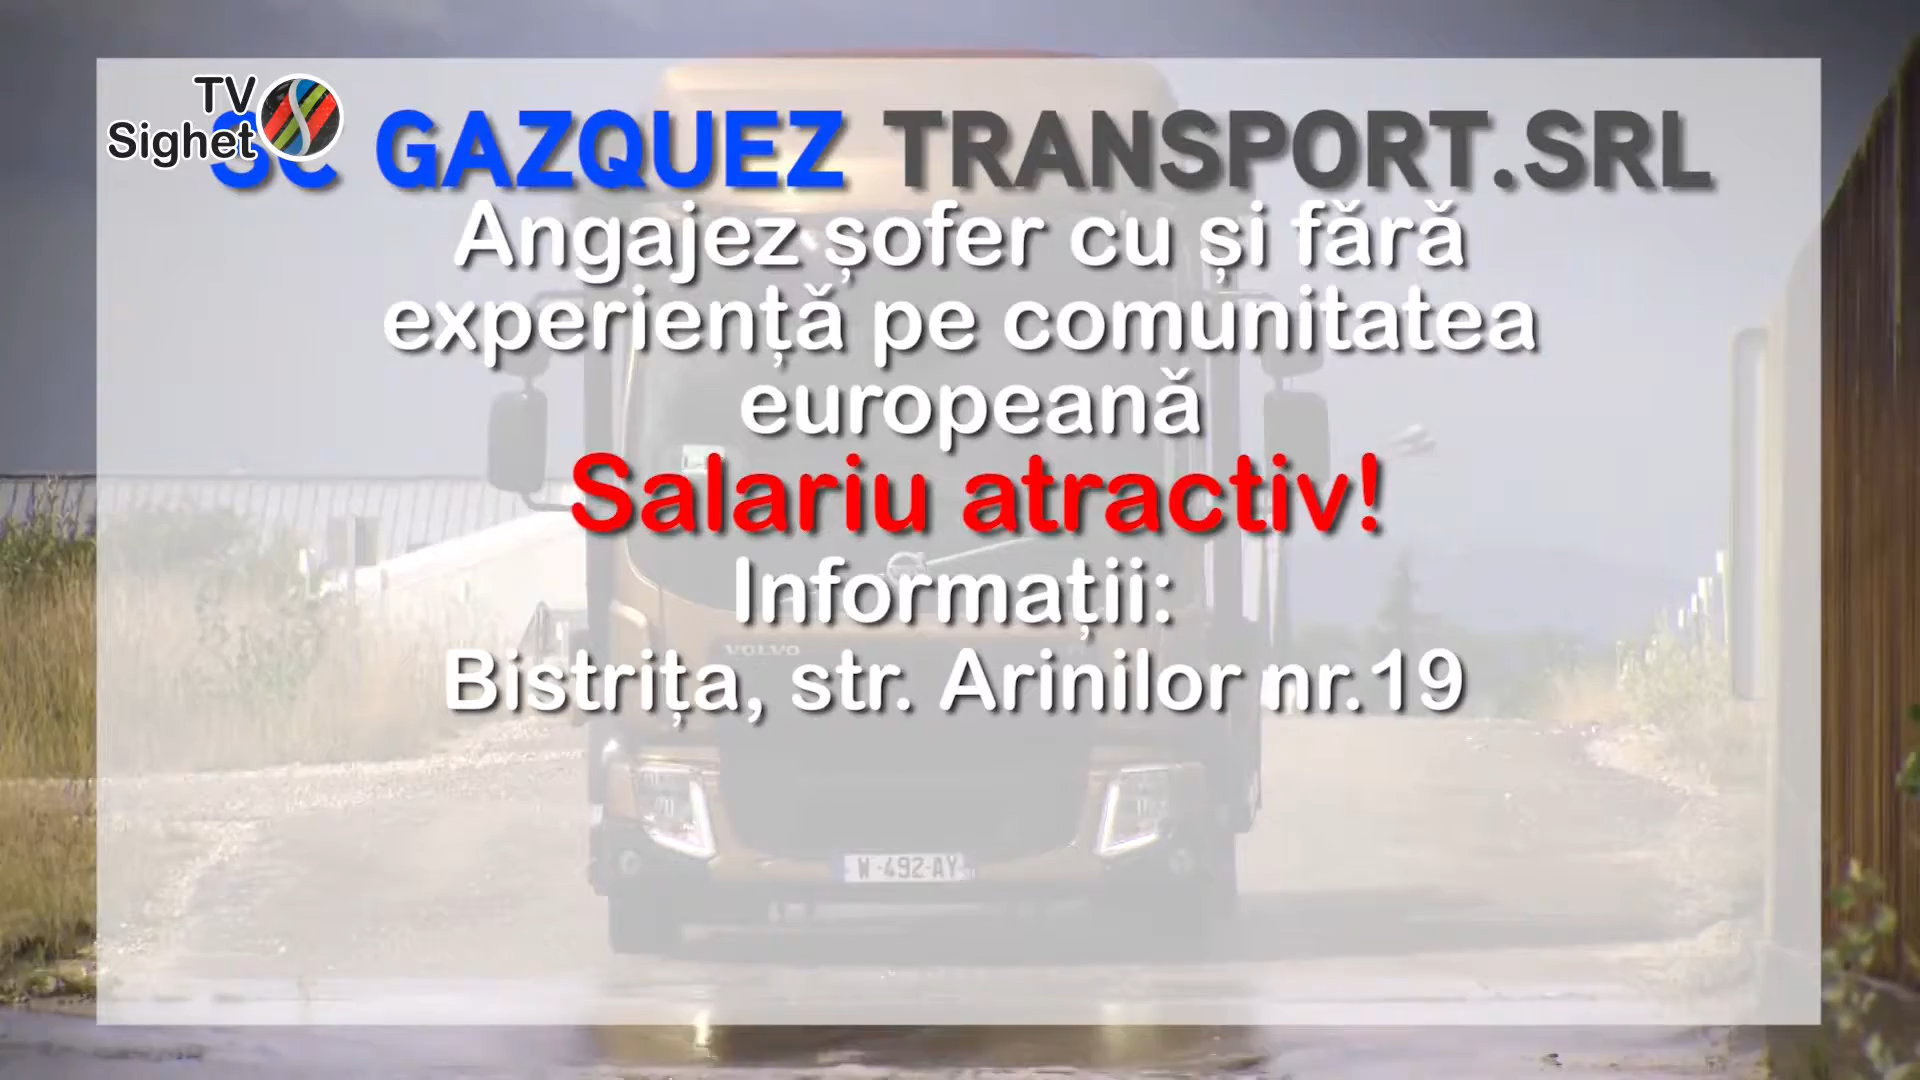 TV
Sighet
SC GAZQUEZ TRANSPORT.SRL
Angajez șofer cu și fără
experiență pe comunitatea
europeană
Salariu atractiv!
Informații:
VOLVO
Bistrița, str. Arinilor nr.19
W-492-AY